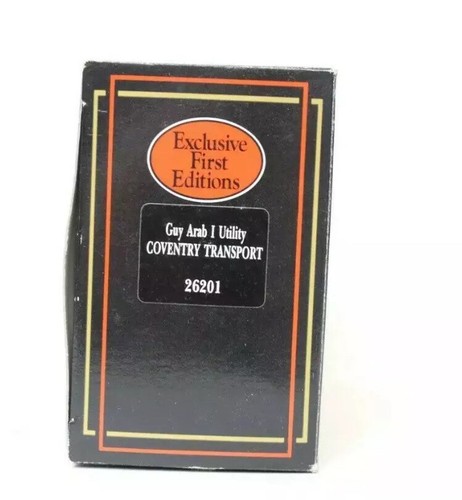 Exclusive
First
Editions
Guy Arab I Utility
COVENTRY TRANSPORT
26201